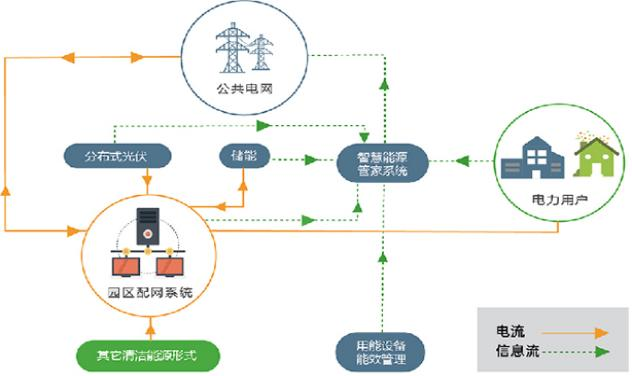 公共电网
分布式光伏
储能
智慧能源
管家系统
电力用户
园区配网系统
其它清洁能源形式
用能设备
能效管理
电流
信息流